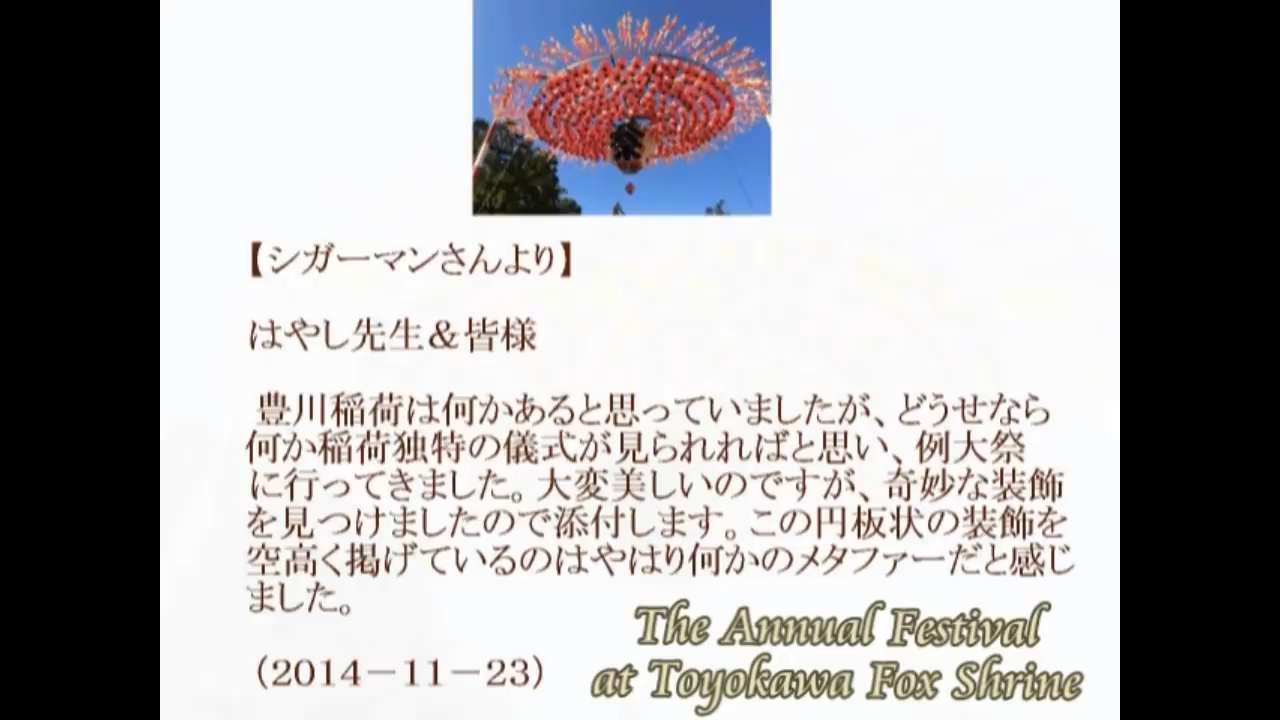 【シガーマンさんより】
はやし先生＆皆様
豊川稲荷は何かあると思っていましたが、どうせなら
何か稲荷独特の儀式が見られればと思い、例大祭
に行ってきました。大変美しいのですが、奇妙な装飾
を見つけましたので添付します。この円板状の装飾を
空高く掲げているのはやはり何かのメタファーだと感じ
ました。
（2014－11－23）
The Annual Festival
at Toyokawa Fox Shrine